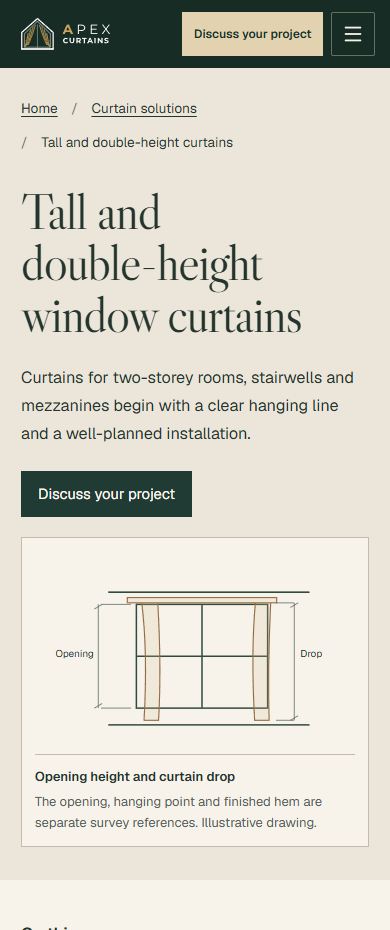 APEX
CURTAINS
Discuss your project
Home / Curtain solutions
/ Tall and double-height curtains
Tall and
double-height
window curtains
Curtains for two-storey rooms, stairwells and
mezzanines begin with a clear hanging line
and a well-planned installation.
Discuss your project
Opening
Drop
Opening height and curtain drop
The opening, hanging point and finished hem are
separate survey references. Illustrative drawing.